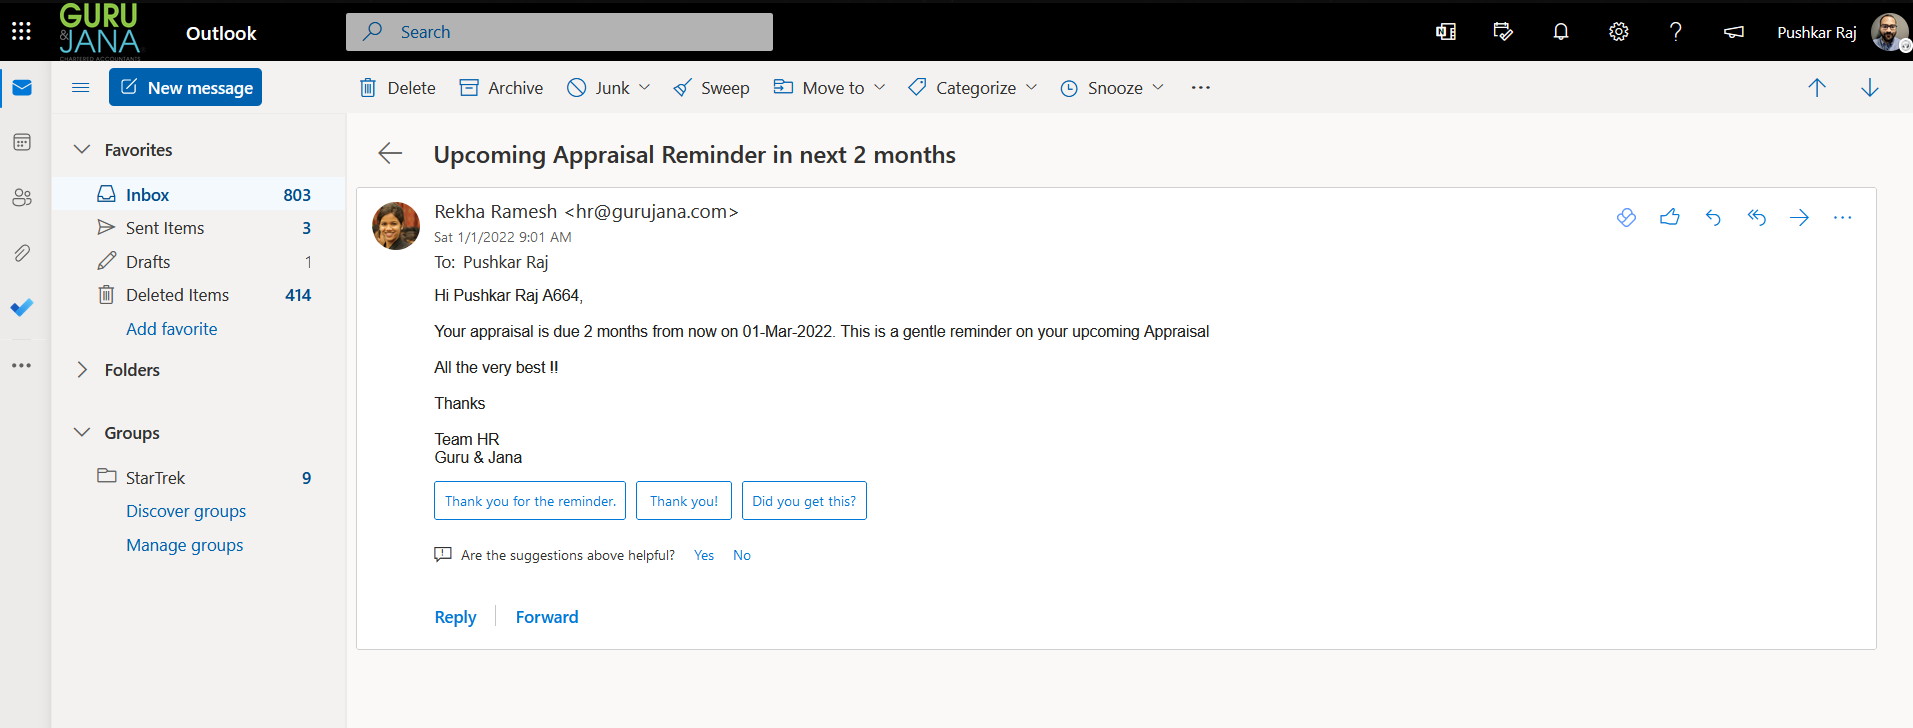 GURU
&JANA
CHARTERED ACCOUNTANTS
Outlook
Search
Pushkar Raj
New message
Delete
Archive
Junk
Sweep
Move to
Categorize
Snooze
Favorites
Inbox 803
Sent Items 3
Drafts 1
Deleted Items 414
Add favorite
Folders
Groups
StarTrek 9
Discover groups
Manage groups
Upcoming Appraisal Reminder in next 2 months
Rekha Ramesh <hr@gurujana.com>
Sat 1/1/2022 9:01 AM
To: Pushkar Raj
Hi Pushkar Raj A664,
Your appraisal is due 2 months from now on 01-Mar-2022. This is a gentle reminder on your upcoming Appraisal
All the very best !!
Thanks
Team HR
Guru & Jana
Thank you for the reminder.
Thank you!
Did you get this?
Are the suggestions above helpful? Yes No
Reply
Forward